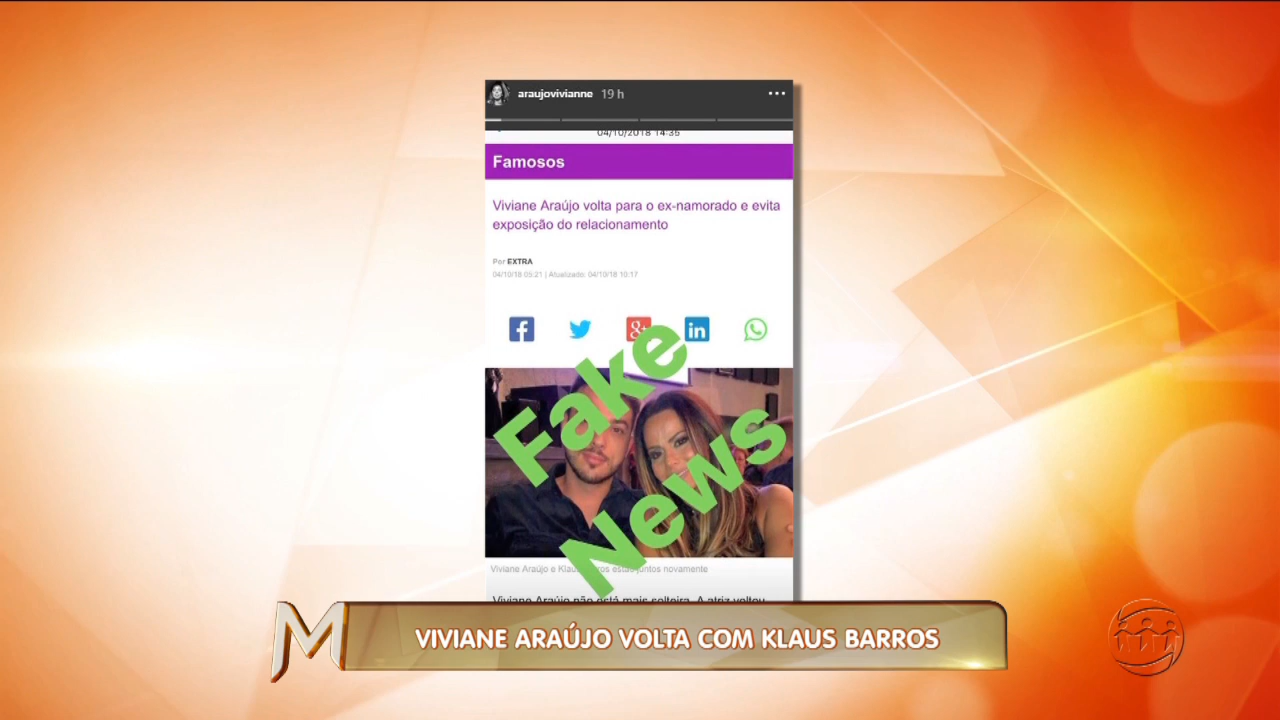 araujovivianne 19 h
04/10/2018 14:35
Famosos
Viviane Araújo volta para o ex-namorado e evita
exposição do relacionamento
Por EXTRA
04/10/18 05:21 | Atualizado: 04/10/18 10:17
Fake
News
Viviane Araújo e Klaus Barros estão juntos novamente
Viviane Araújo não está mais solteira. A atriz voltou
M VIVIANE ARAÚJO VOLTA COM KLAUS BARROS